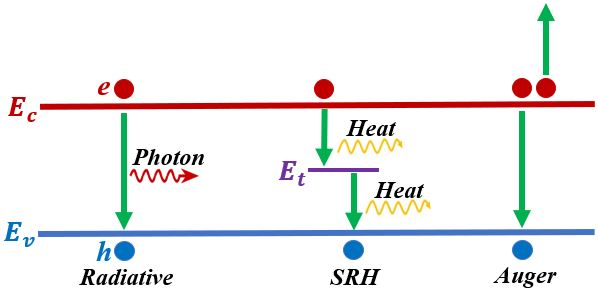 e
E_c
Heat
Photon
E_t
Heat
E_v
h
Radiative SRH Auger